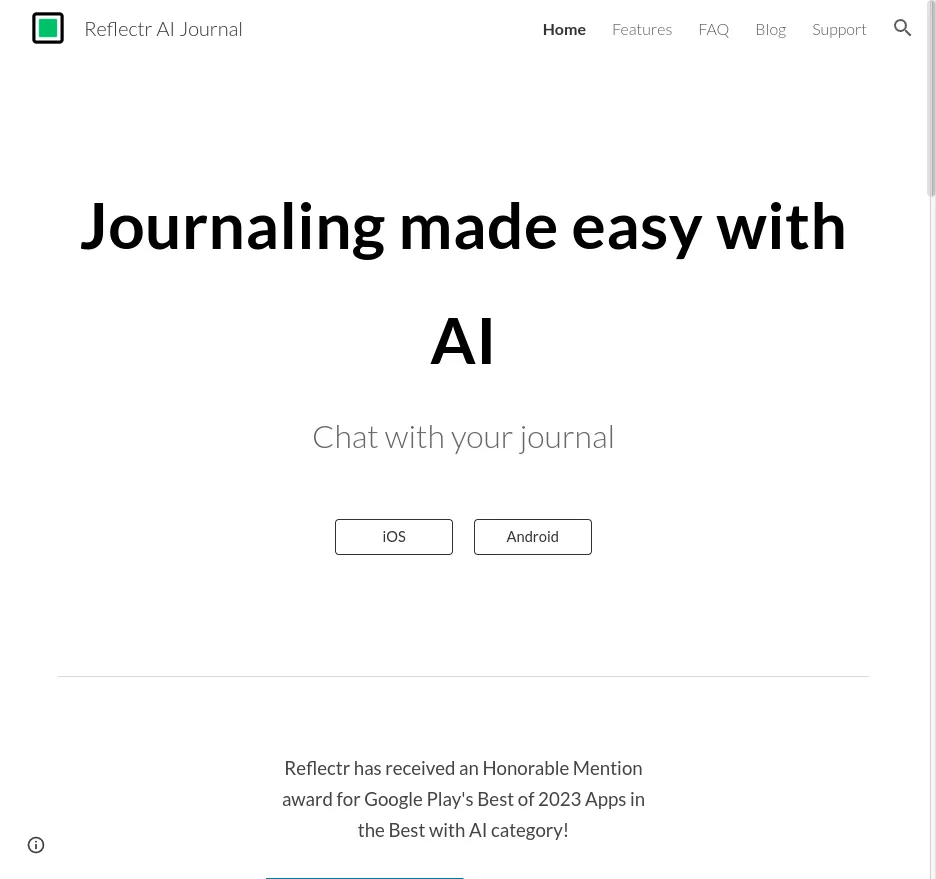 Reflectr AI Journal
Home
Features
FAQ
Blog
Support
Journaling made easy with
AI
Chat with your journal
iOS
Android
Reflectr has received an Honorable Mention
award for Google Play's Best of 2023 Apps in
the Best with AI category!